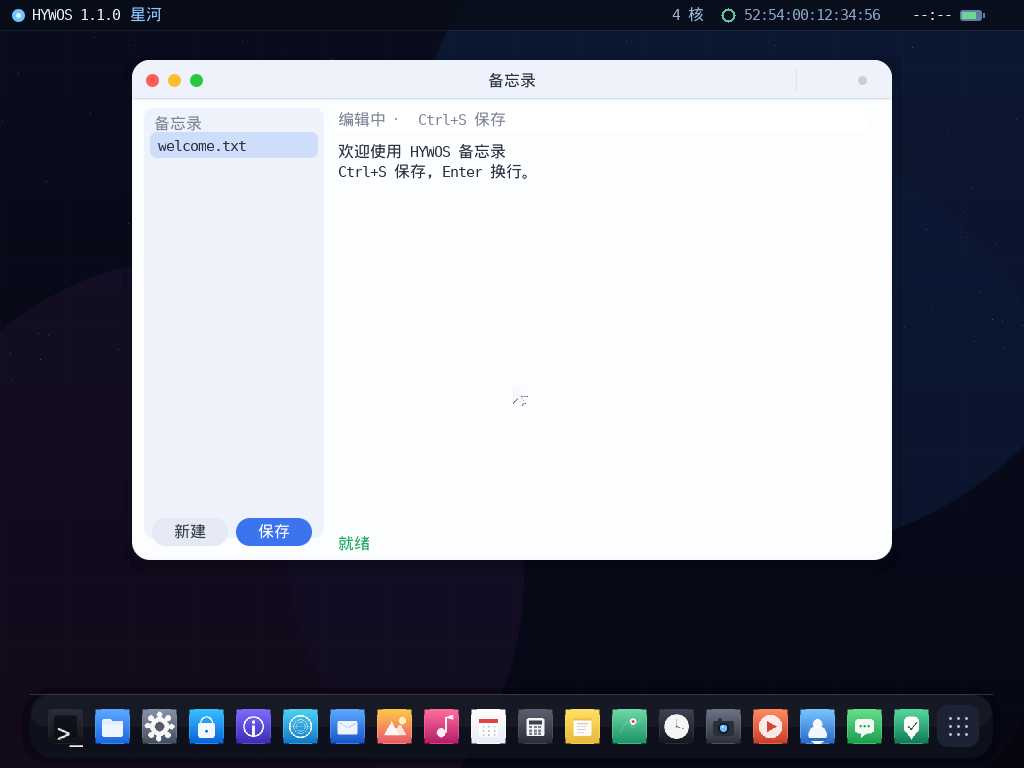 HYWOS 1.1.0 星河
4 核
52:54:00:12:34:56
--:--
备忘录
备忘录
welcome.txt
编辑中 · Ctrl+S 保存
欢迎使用 HYWOS 备忘录
Ctrl+S 保存, Enter 换行。
新建
保存
就绪